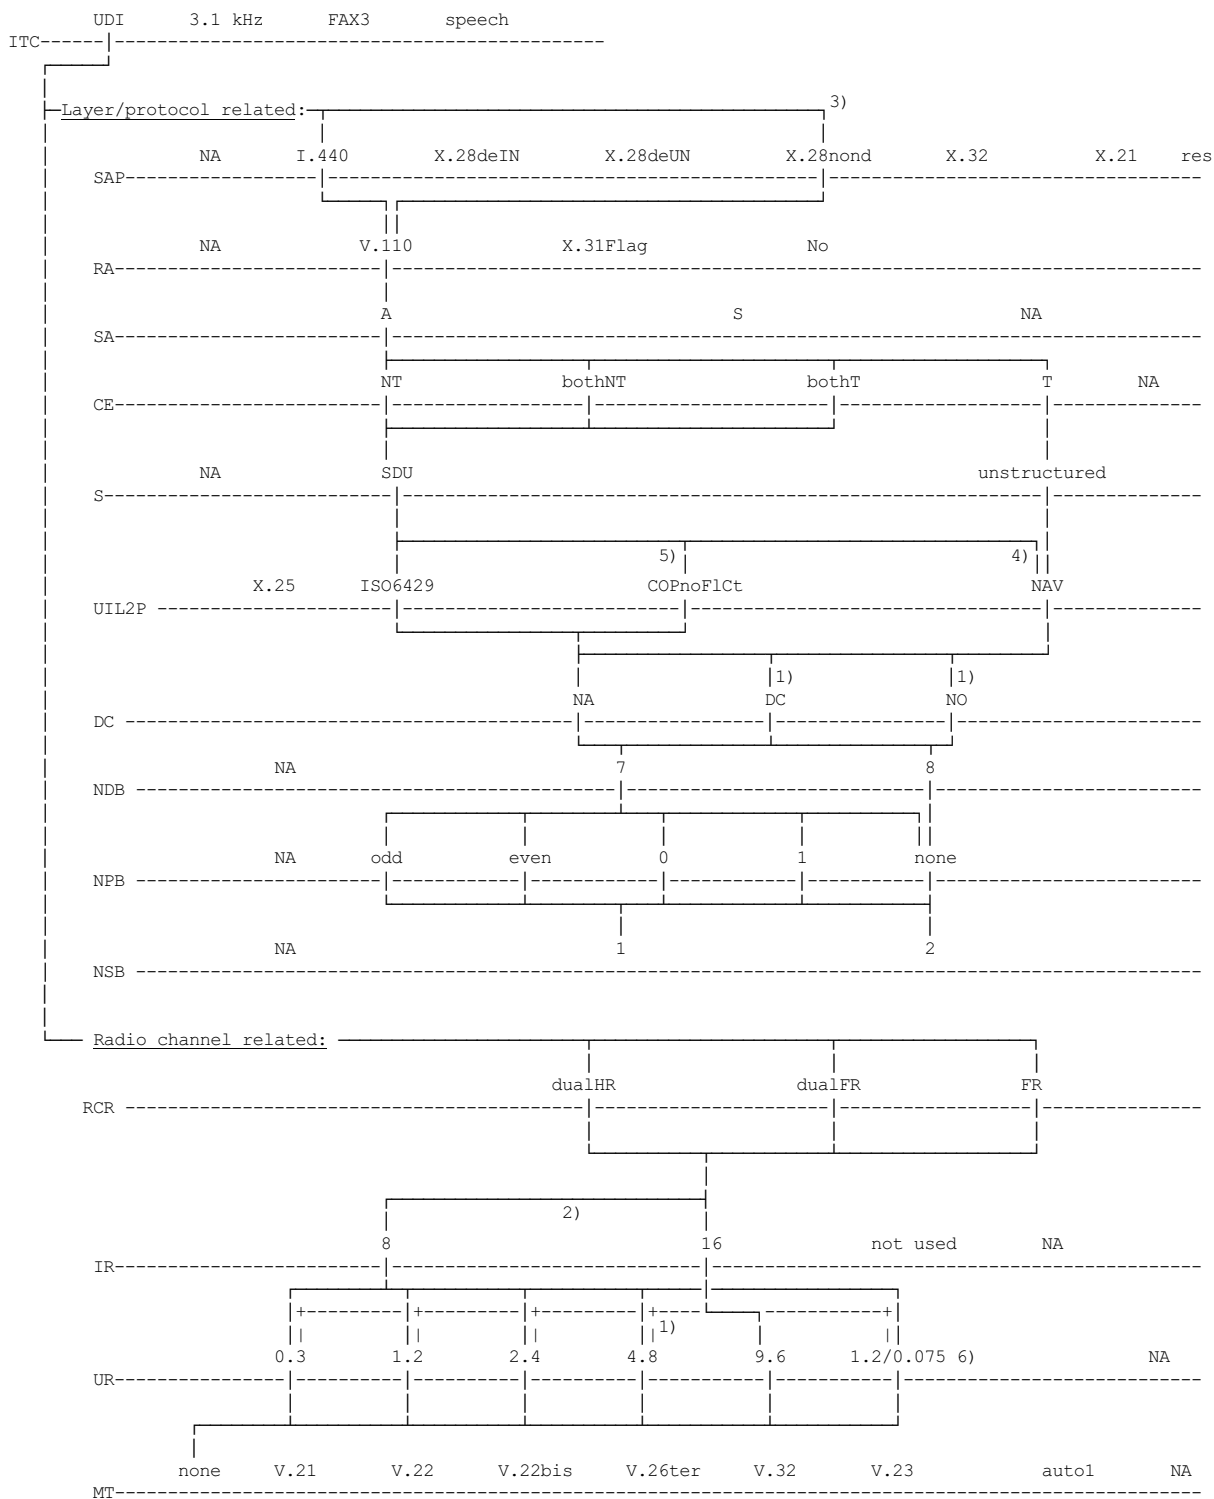 UDI 3.1 kHz FAX3 speech
ITC
Layer/protocol related: 3)
NA I.440 X.28deIN X.28deUN X.28nond X.32 X.21 res
SAP
NA V.110 X.31Flag No
RA
A S NA
SA
NT bothNT bothT T NA
CE
NA SDU unstructured
S
5) 4)
X.25 ISO6429 COPnoFlCt NAV
UIL2P
1) 1)
NA DC NO
DC
NA 7 8
NDB
NA odd even 0 1 none
NPB
NA 1 2
NSB
Radio channel related:
dualHR dualFR FR
RCR
2)
8 16 not used NA
IR
1)
0.3 1.2 2.4 4.8 9.6 1.2/0.075 6) NA
UR
none V.21 V.22 V.22bis V.26ter V.32 V.23 auto1 NA
MT